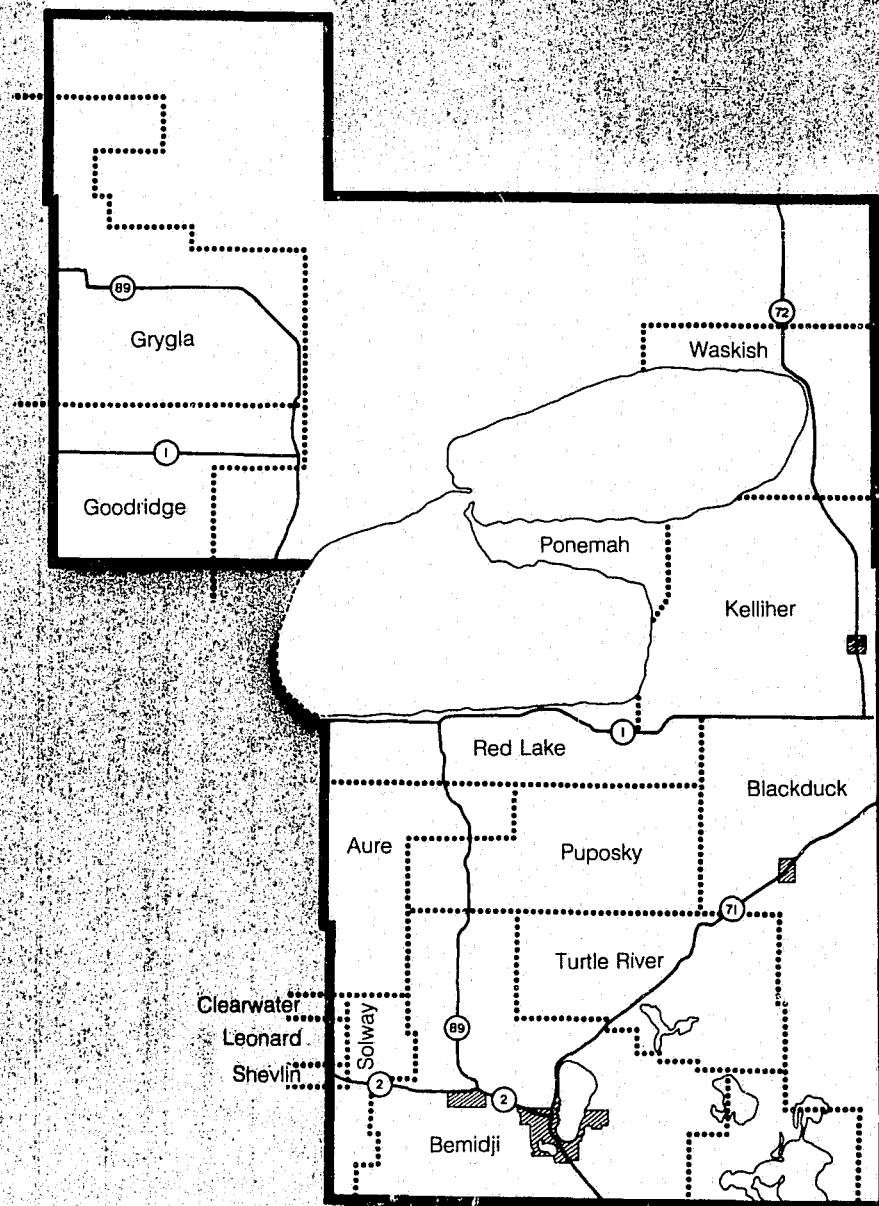 89
72
Grygla
Waskish
1
Goodridge
Ponemah
Kelliher
1
Red Lake
Blackduck
Aure
Puposky
71
Turtle River
Clearwater
Leonard
Solway
89
Shevlin
2
2
Bemidji